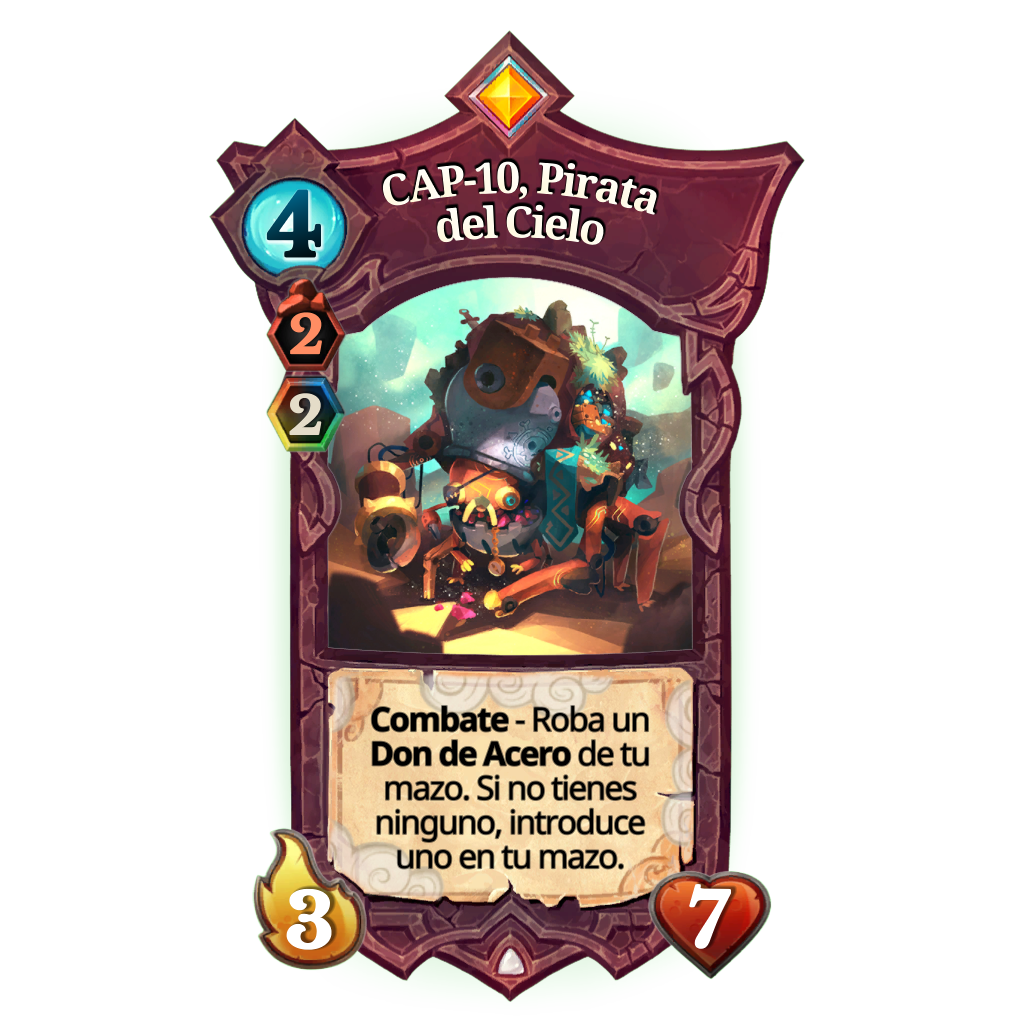 CAP-10, Pirata
del Cielo
4
2
2
Combate - Roba un
Don de Acero de tu
mazo. Si no tienes
ninguno, introduce
uno en tu mazo.
3
7